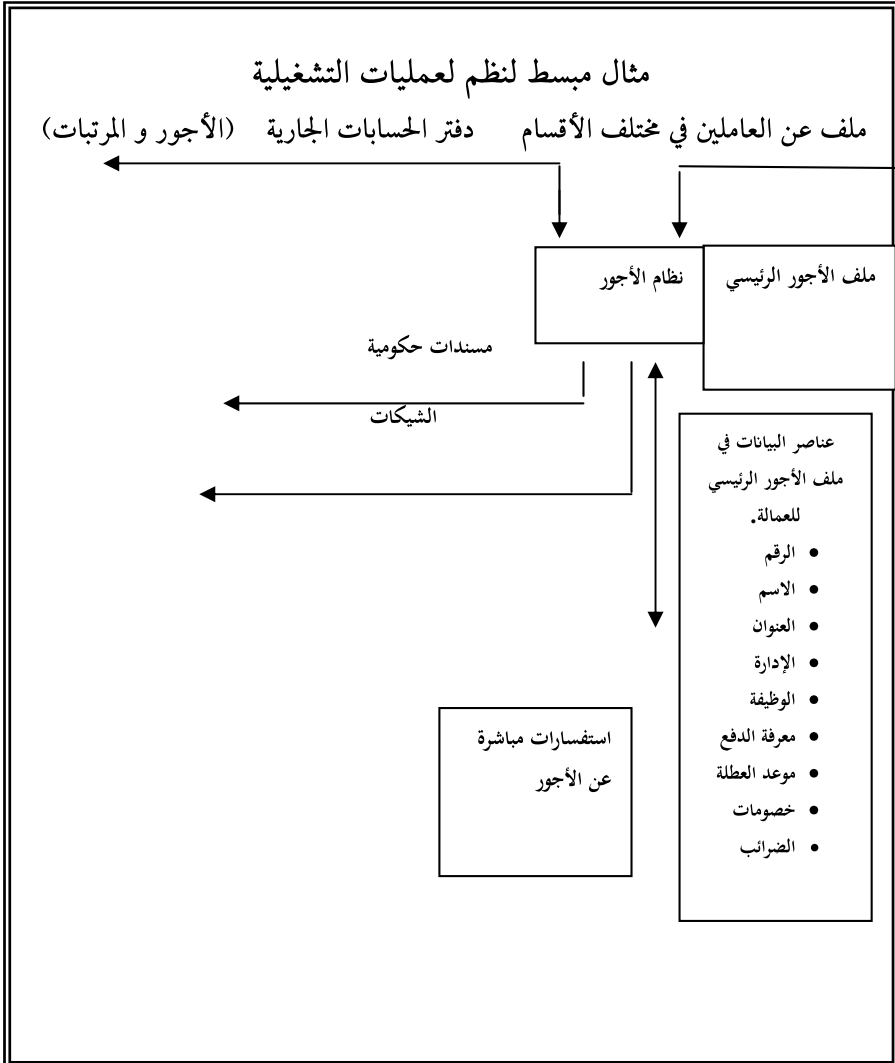 مثال مبسط لنظم لعمليات التشغيلية
ملف عن العاملين في مختلف الأقسام دفتر الحسابات الجارية (الأجور و المرتبات)
ملف الأجور الرئيسي
نظام الأجور
مسندات حكومية
الشيكات
عناصر البيانات في
ملف الأجور الرئيسي
للعمالة.
• الرقم
• الاسم
• العنوان
• الإدارة
• الوظيفة
• معرفة الدفع
• موعد العطلة
• خصومات
• الضرائب
استفسارات مباشرة
عن الأجور